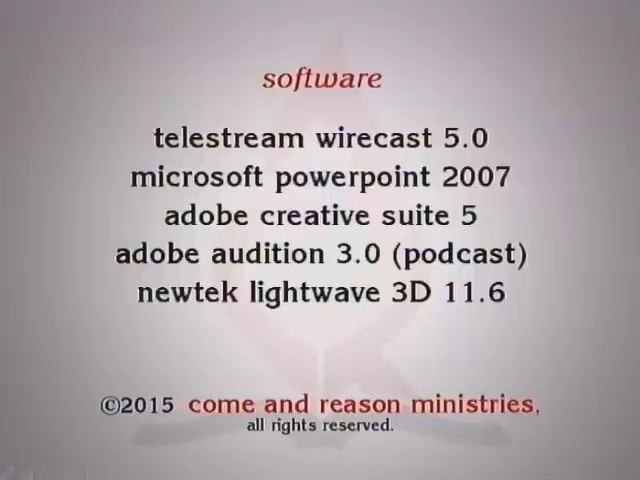 software
telestream wirecast 5.0
microsoft powerpoint 2007
adobe creative suite 5
adobe audition 3.0 (podcast)
newtek lightwave 3D 11.6
©2015 come and reason ministries,
all rights reserved.